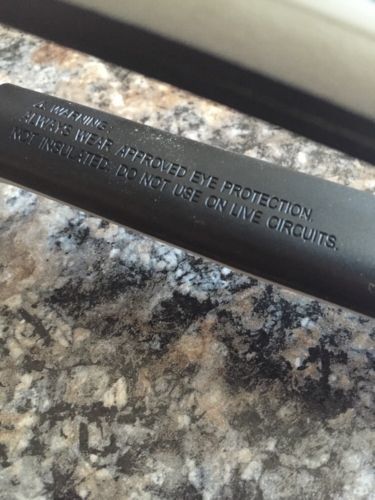 ⚠ WARNING:
ALWAYS WEAR APPROVED EYE PROTECTION.
NOT INSULATED. DO NOT USE ON LIVE CIRCUITS.